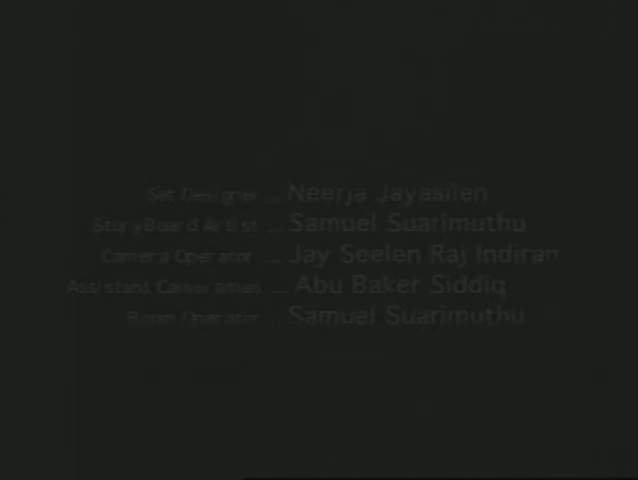 Set Designer ... Neerja Jayasilen
StoryBoard Artist ... Samuel Suarimuthu
Camera Operator ... Jay Seelen Raj Indiran
Assistant Cameraman ... Abu Baker Siddiq
Boom Operator ... Samuel Suarimuthu